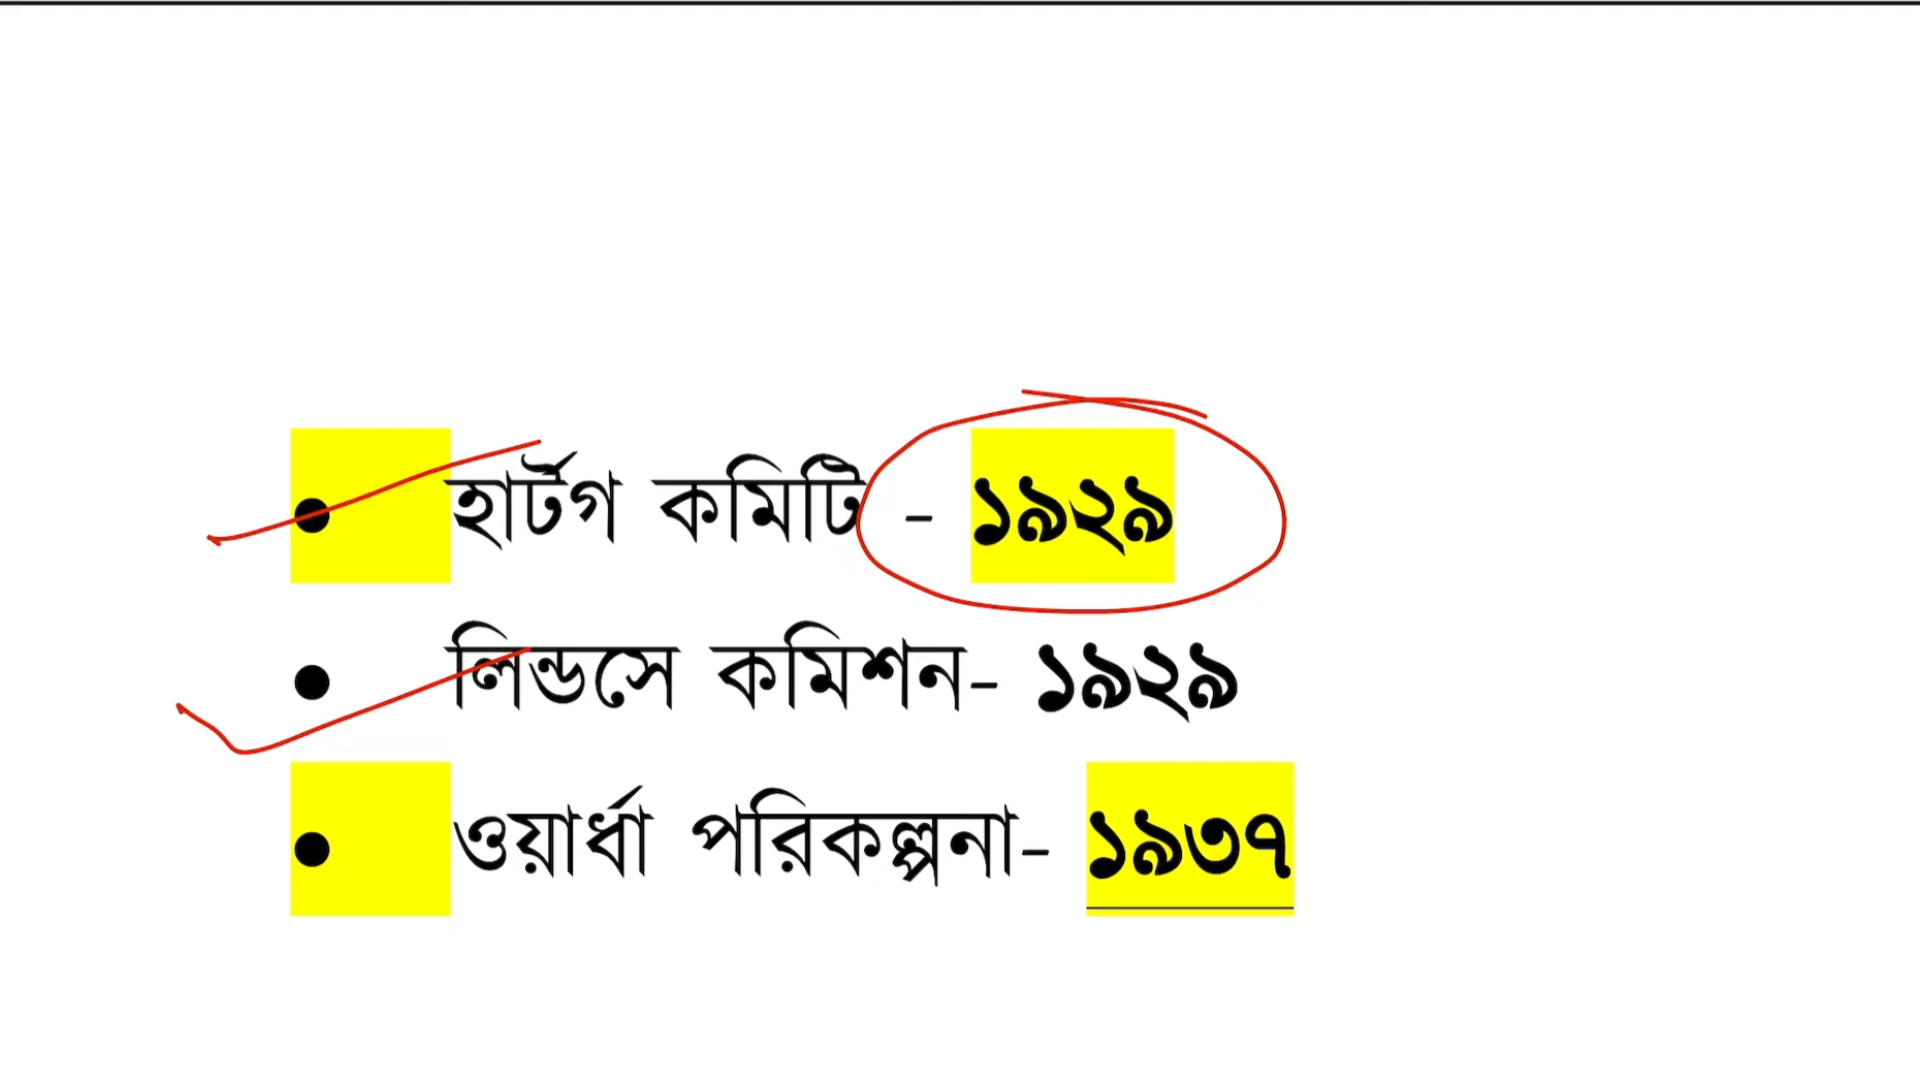 • হার্টগ কমিটি - ১৯২৯
• লিন্ডসে কমিশন- ১৯২৯
• ওয়ার্ধা পরিকল্পনা- ১৯৩৭